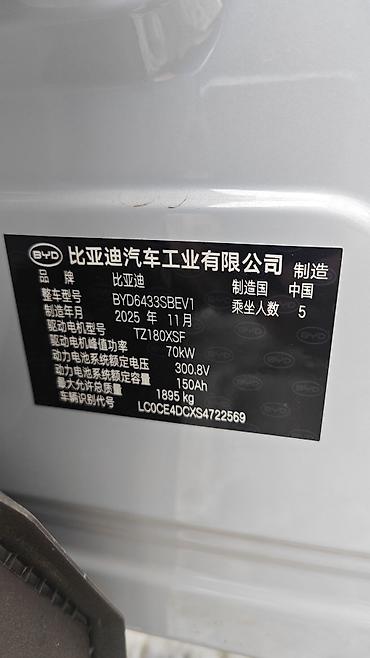 BYD 比亚迪汽车工业有限公司 制造
品牌 比亚迪 制造国 中国
整车型号 BYD6433SBEV1 乘坐人数 5
制造年月 2025 年 11 月
驱动电机型号 TZ180XSF
驱动电机峰值功率 70kW
动力电池系统额定电压 300.8V
动力电池系统额定容量 150Ah
最大允许总质量 1895 kg
车辆识别代号 LC0CE4DCXS4722569